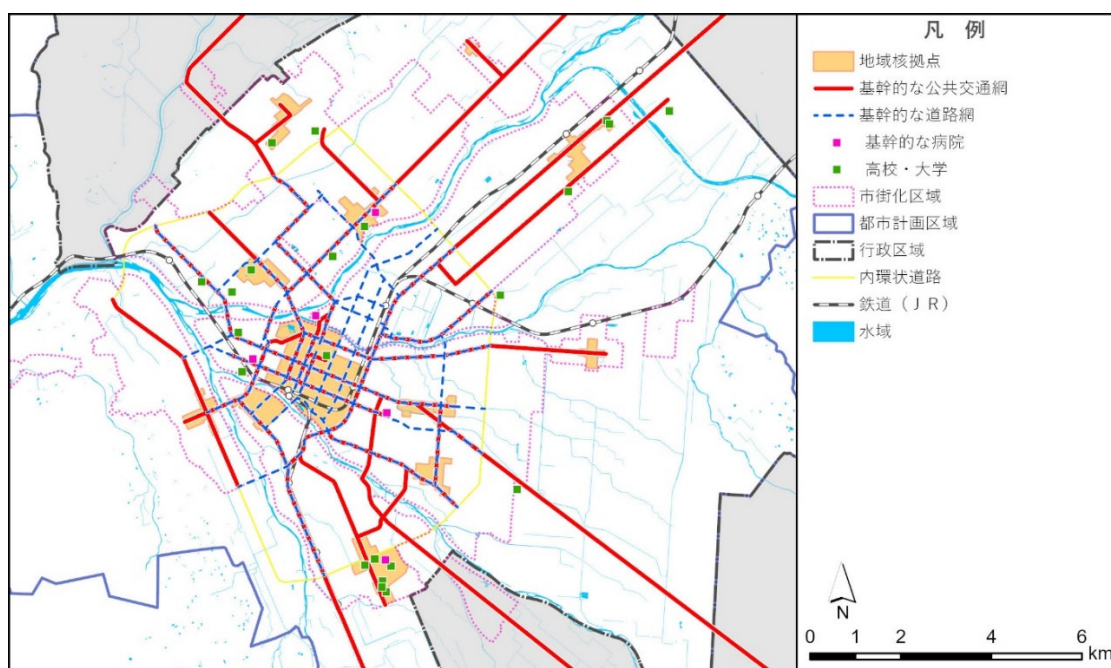 凡 例
地域核拠点
基幹的な公共交通網
基幹的な道路網
基幹的な病院
高校・大学
市街化区域
都市計画区域
行政区域
内環状道路
鉄道（ＪＲ）
水域
N
0 1 2 4 6
km